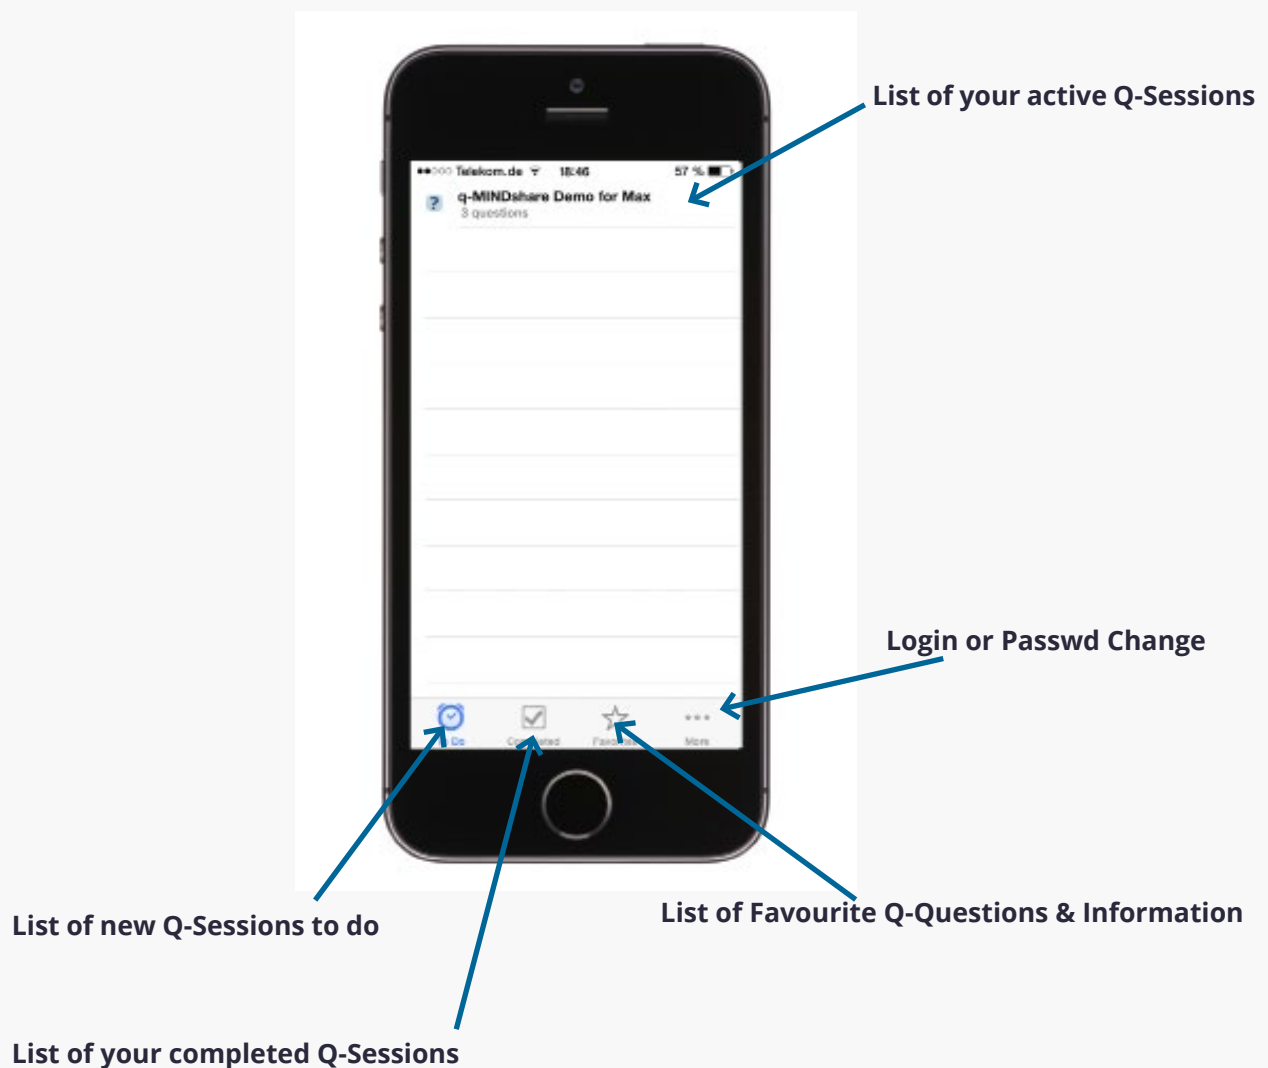 List of your active Q-Sessions
Telekom.de 18:46 57 %
? q-MINDshare Demo for Max
3 questions
Login or Passwd Change
Do More
List of new Q-Sessions to do
List of Favourite Q-Questions & Information
List of your completed Q-Sessions